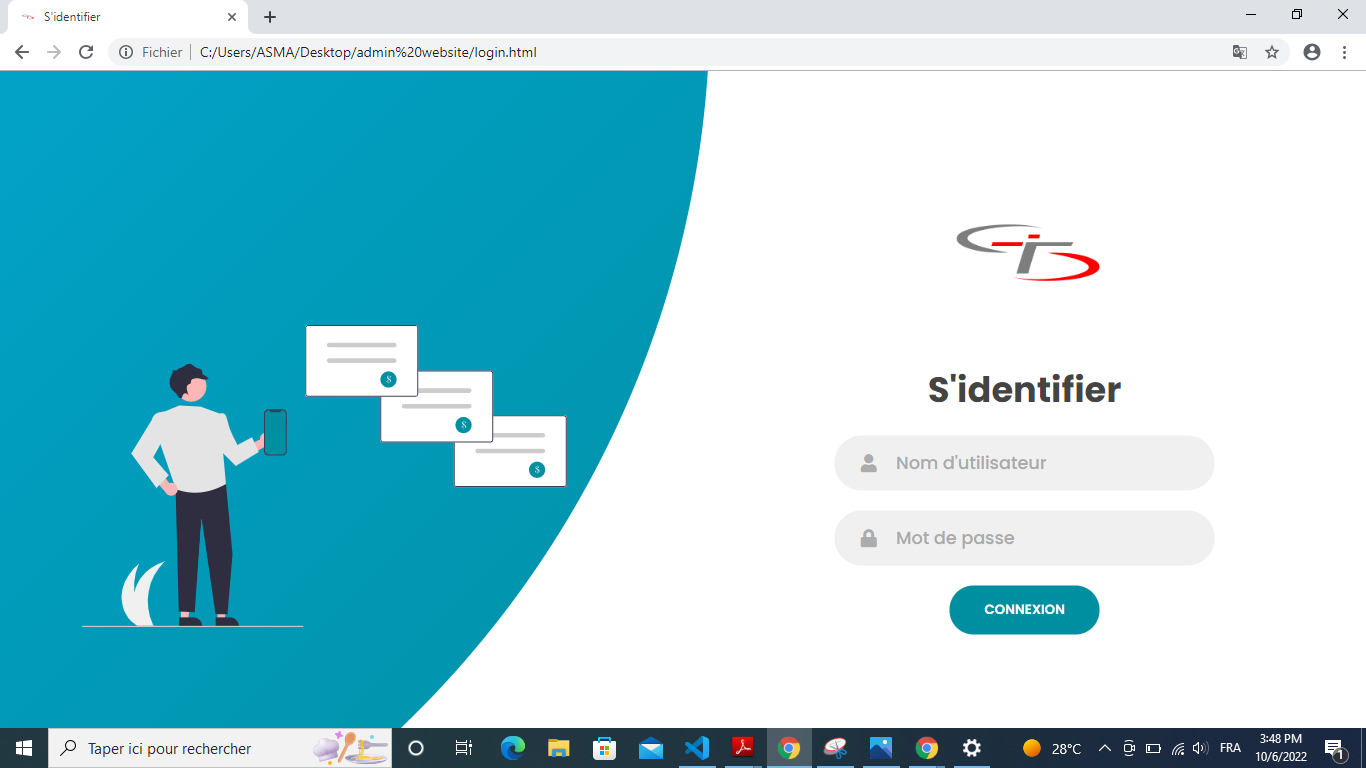 S'identifier
Fichier
C:/Users/ASMA/Desktop/admin%20website/login.html
$
$
$
S'identifier
Nom d'utilisateur
Mot de passe
CONNEXION
Taper ici pour rechercher
28°C
FRA
3:48 PM
10/6/2022
1